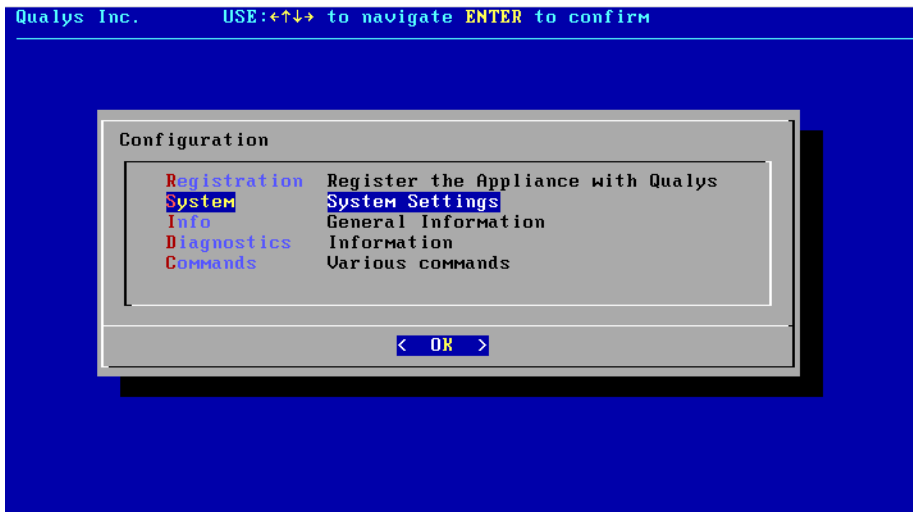 Qualys Inc. USE:←↑↓→ to navigate ENTER to confirm
Configuration
Registration Register the Appliance with Qualys
System System Settings
Info General Information
Diagnostics Information
Commands Various commands
< OK >